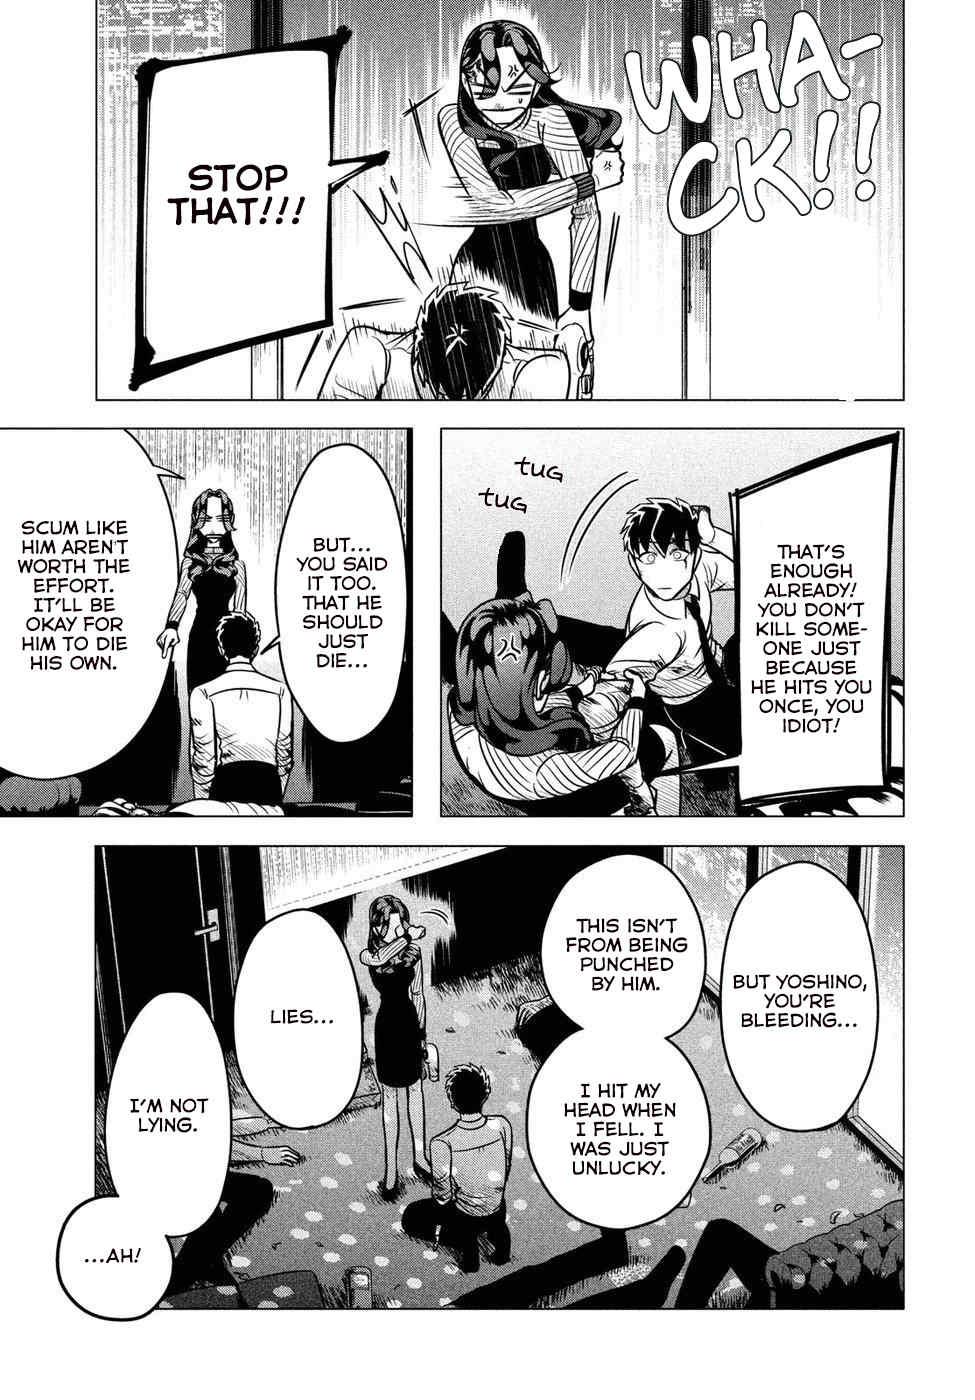 WHA-
CK!!
STOP
THAT!!!
TUG
TUG
THAT'S
ENOUGH
ALREADY!
YOU DON'T
KILL SOME-
ONE JUST
BECAUSE
HE HITS YOU
ONCE, YOU
IDIOT!
BUT...
YOU SAID
IT TOO.
THAT HE
SHOULD
JUST
DIE...
SCUM LIKE
HIM AREN'T
WORTH THE
EFFORT.
IT'LL BE
OKAY FOR
HIM TO DIE
HIS OWN.
BUT YOSHINO,
YOU'RE
BLEEDING...
THIS ISN'T
FROM BEING
PUNCHED
BY HIM.
I HIT MY
HEAD WHEN
I FELL. I
WAS JUST
UNLUCKY.
LIES...
I'M NOT
LYING.
...AH!